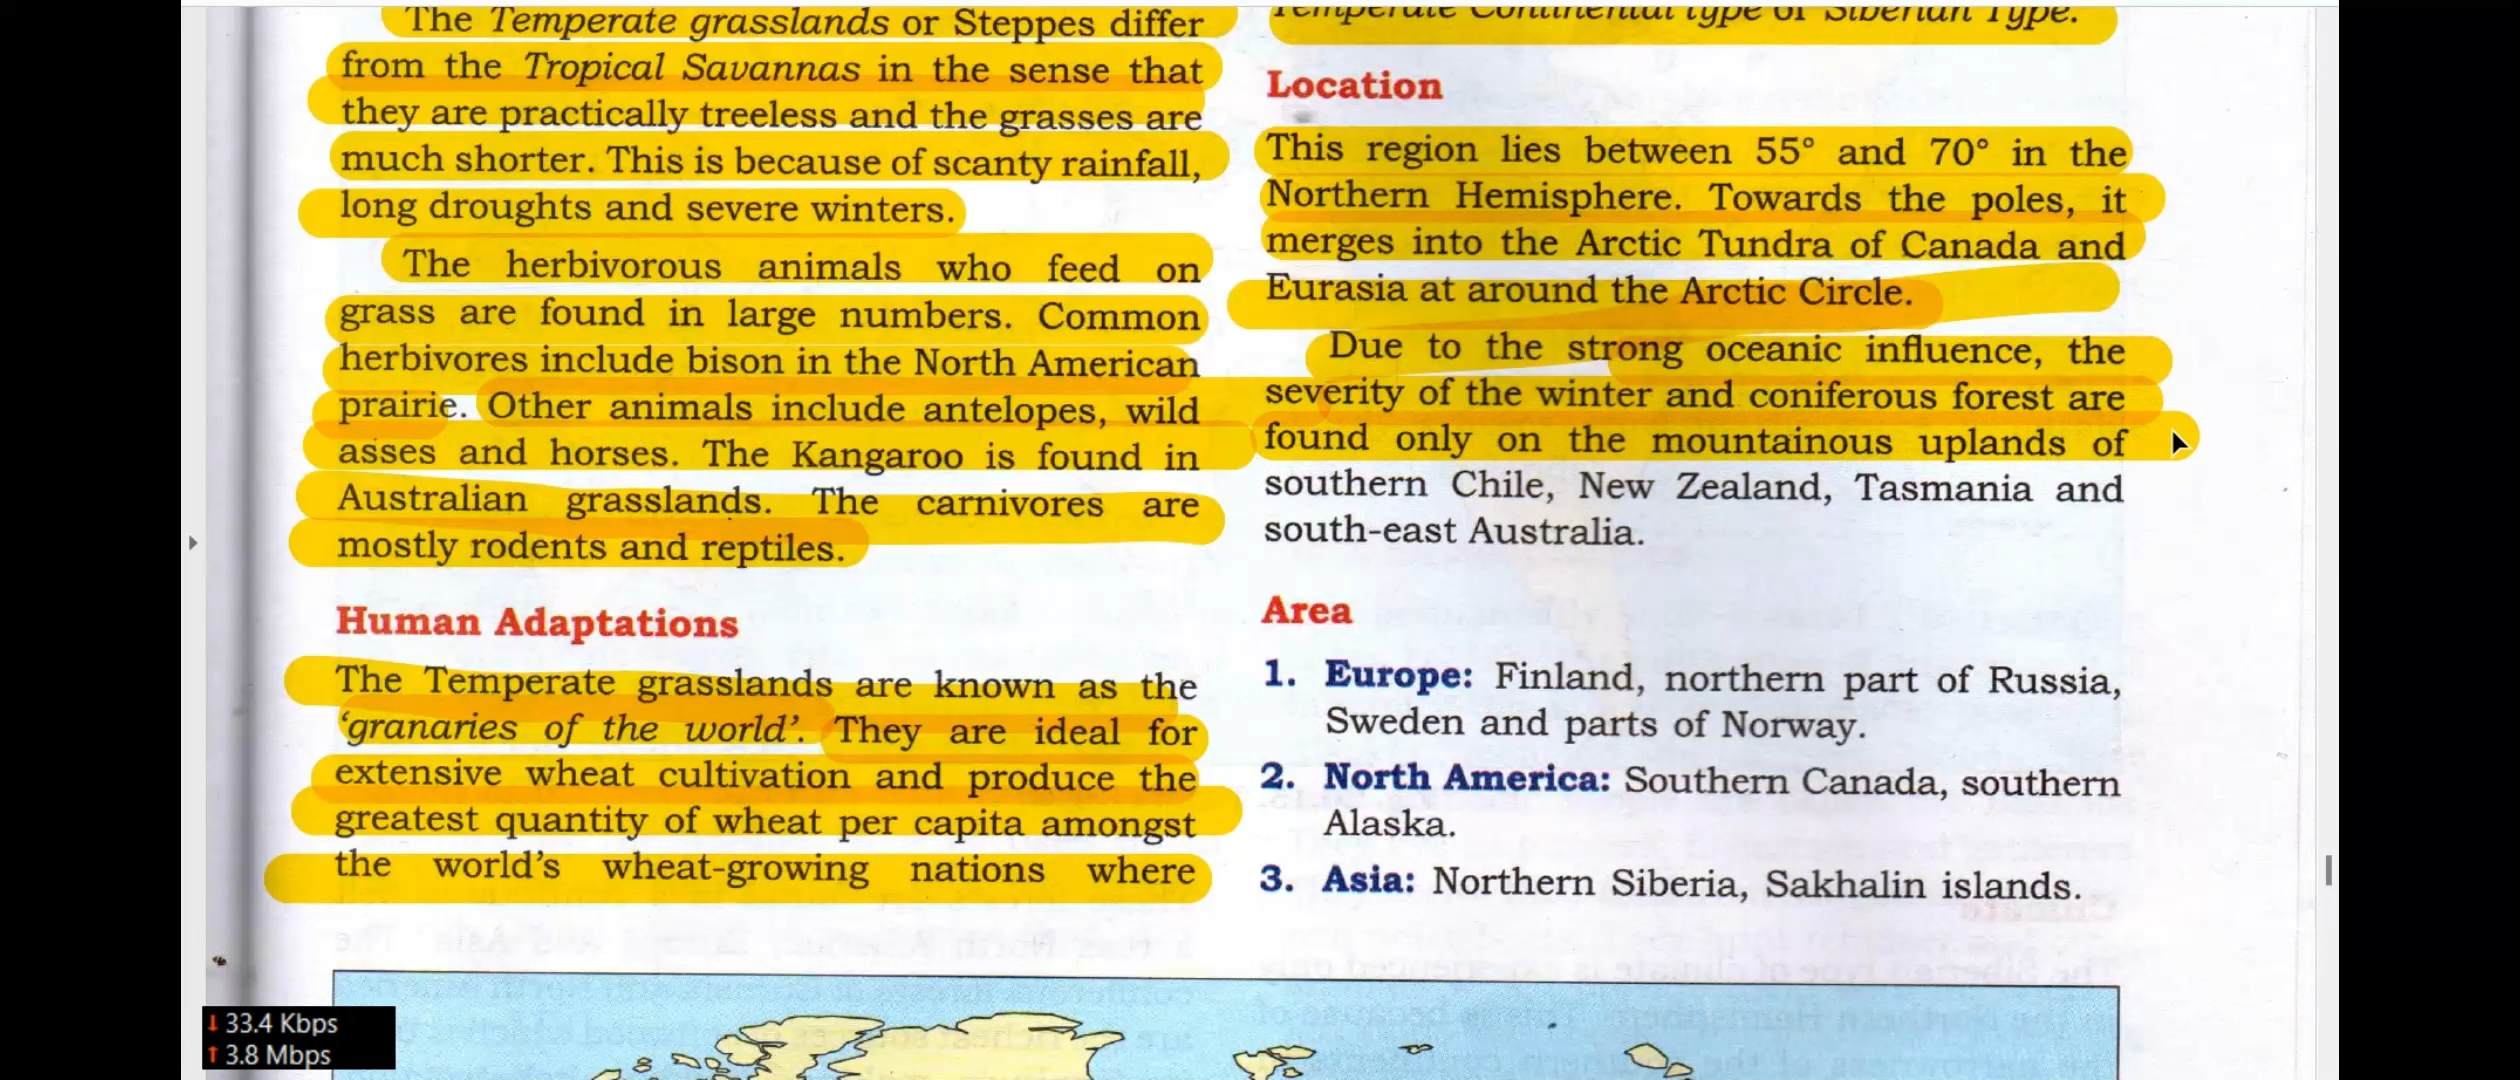 The Temperate grasslands or Steppes differ
from the Tropical Savannas in the sense that
they are practically treeless and the grasses are
much shorter. This is because of scanty rainfall,
long droughts and severe winters.
The herbivorous animals who feed on
grass are found in large numbers. Common
herbivores include bison in the North American
prairie. Other animals include antelopes, wild
asses and horses. The Kangaroo is found in
Australian grasslands. The carnivores are
mostly rodents and reptiles.
Human Adaptations
The Temperate grasslands are known as the
‘granaries of the world’. They are ideal for
extensive wheat cultivation and produce the
greatest quantity of wheat per capita amongst
the world’s wheat-growing nations where
Temperate Continental type or Siberian Type.
Location
This region lies between 55° and 70° in the
Northern Hemisphere. Towards the poles, it
merges into the Arctic Tundra of Canada and
Eurasia at around the Arctic Circle.
Due to the strong oceanic influence, the
severity of the winter and coniferous forest are
found only on the mountainous uplands of
southern Chile, New Zealand, Tasmania and
south-east Australia.
Area
1. Europe: Finland, northern part of Russia,
Sweden and parts of Norway.
2. North America: Southern Canada, southern
Alaska.
3. Asia: Northern Siberia, Sakhalin islands.
33.4 Kbps
3.8 Mbps